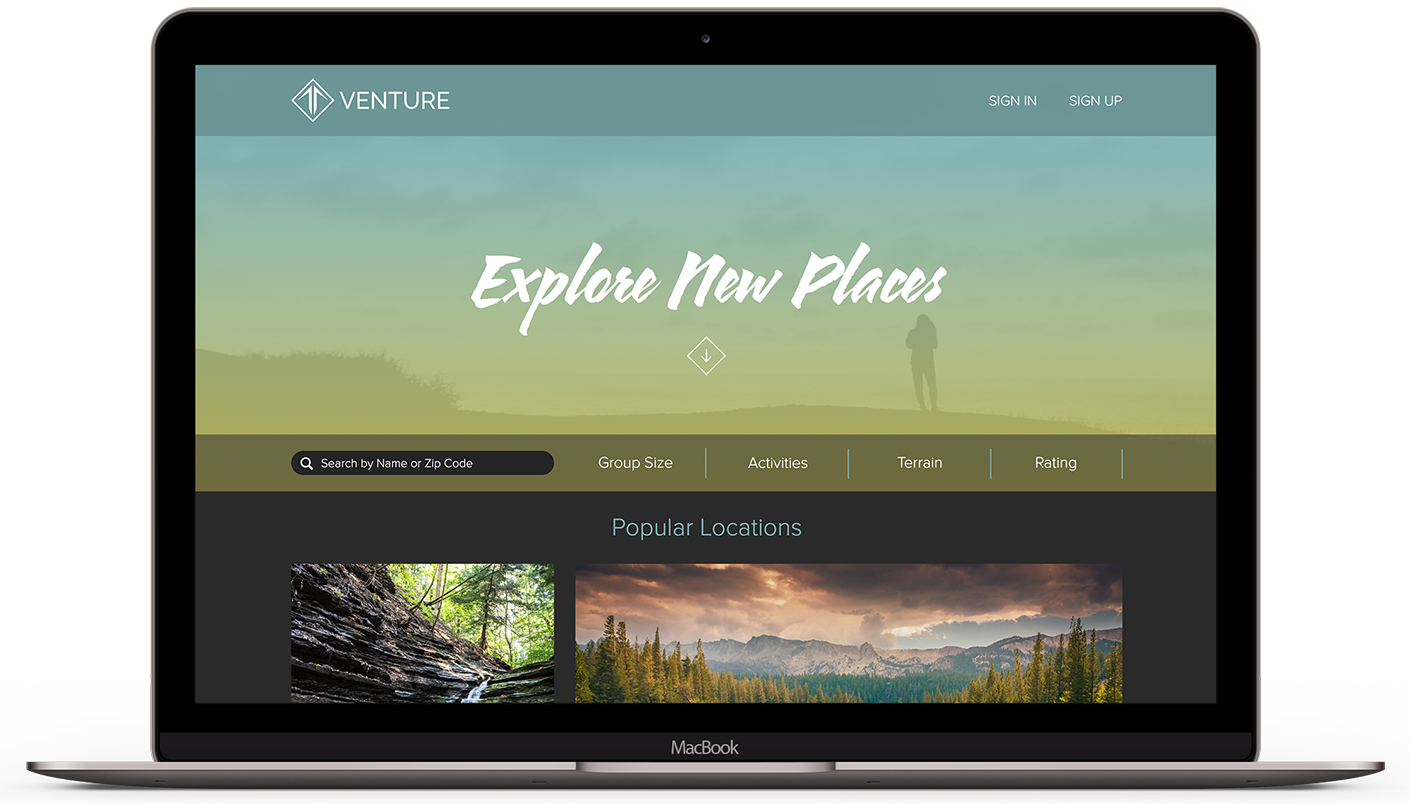 VENTURE
SIGN IN
SIGN UP
Explore New Places
Search by Name or Zip Code
Group Size
Activities
Terrain
Rating
Popular Locations
MacBook